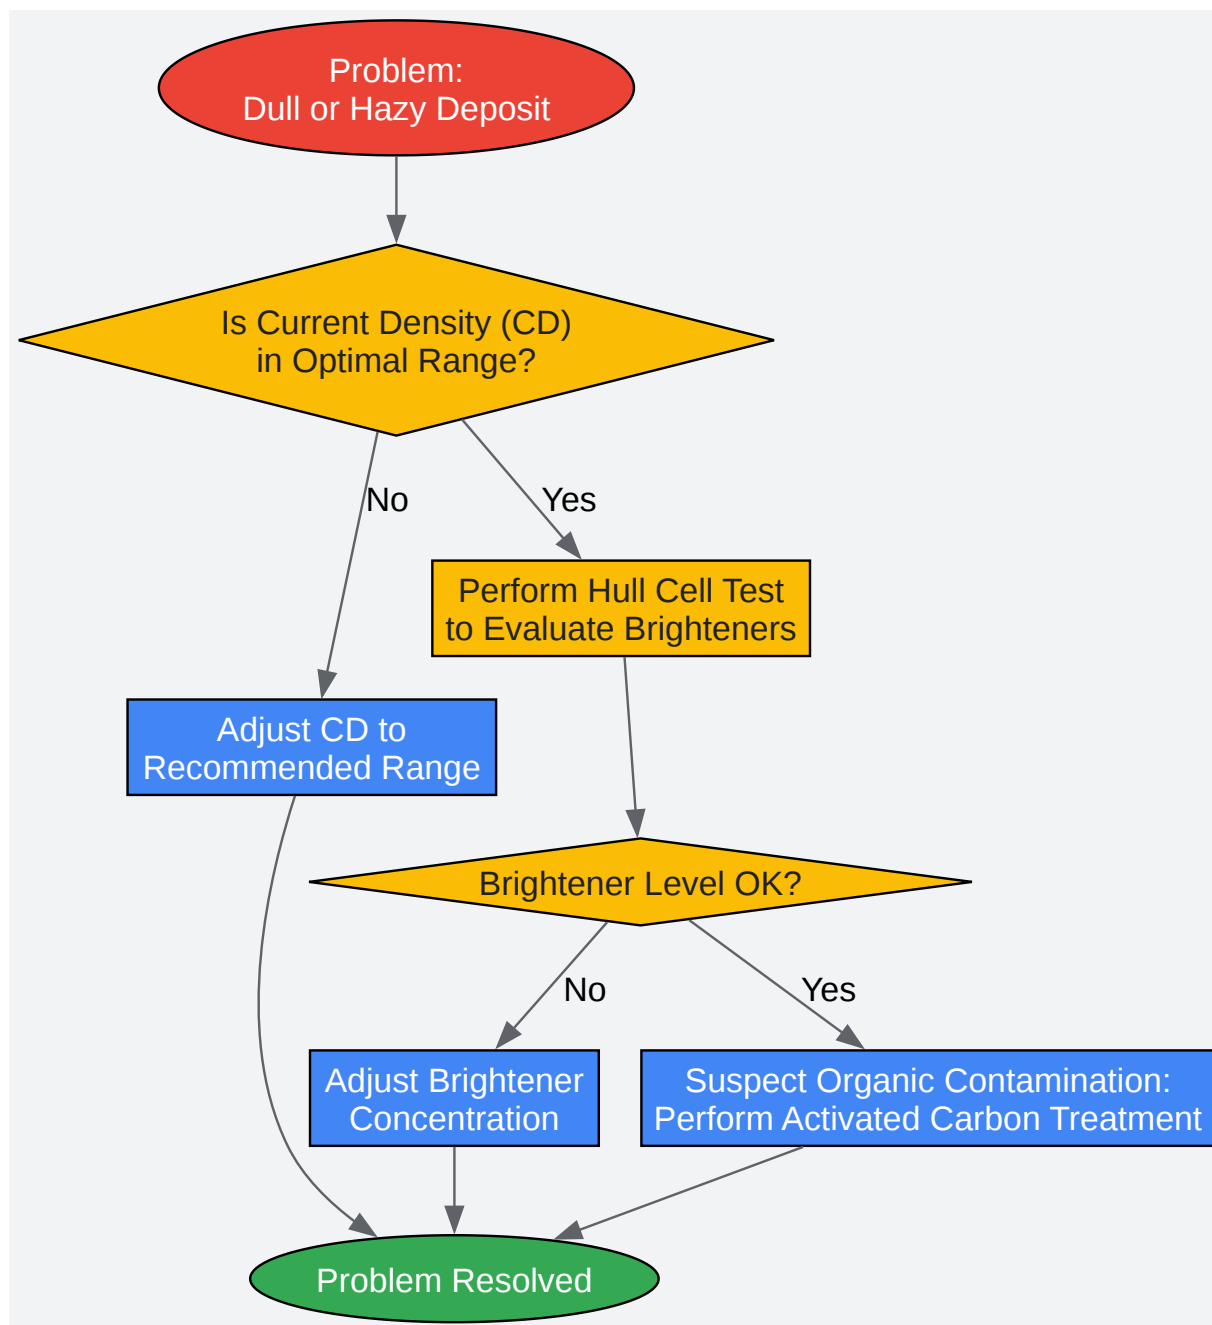 Problem:
Dull or Hazy Deposit
Is Current Density (CD)
in Optimal Range?
No
Yes
Perform Hull Cell Test
to Evaluate Brighteners
Adjust CD to
Recommended Range
Brightener Level OK?
No
Yes
Adjust Brightener
Concentration
Suspect Organic Contamination:
Perform Activated Carbon Treatment
Problem Resolved